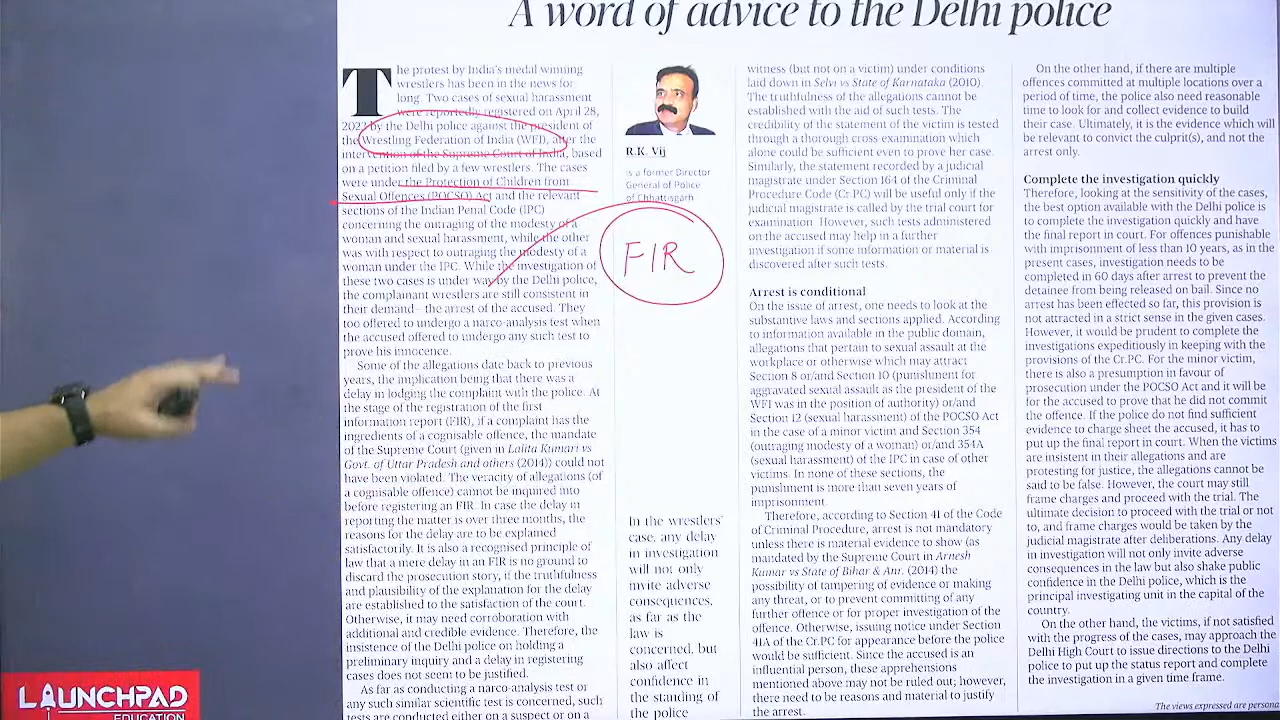 A word of advice to the Delhi police
The protest by India's medal winning
wrestlers has been in the news for
long. Two cases of sexual harassment
were reportedly registered on April 28,
2023 by the Delhi police against the president of
the Wrestling Federation of India (WFI), after the
intervention of the Supreme Court of India, based
on a petition filed by a few wrestlers. The cases
were under the Protection of Children from
Sexual Offences (POCSO) Act and the relevant
sections of the Indian Penal Code (IPC)
concerning the outraging of the modesty of a
woman and sexual harassment, while the other
was with respect to outraging the modesty of a
woman under the IPC. While the investigation of
these two cases is under way by the Delhi police,
the complainant wrestlers are still consistent in
their demand — the arrest of the accused. They
too offered to undergo a narco-analysis test when
the accused offered to undergo any such test to
prove his innocence.
Some of the allegations date back to previous
years, the implication being that there was a
delay in lodging the complaint with the police. At
the stage of the registration of the first
information report (FIR), if a complaint has the
ingredients of a cognisable offence, the mandate
of the Supreme Court (given in Lalita Kumari vs
Govt. of Uttar Pradesh and others (2014)) could not
have been violated. The veracity of allegations (of
a cognisable offence) cannot be inquired into
before registering an FIR. In case the delay in
reporting the matter is over three months, the
reasons for the delay are to be explained
satisfactorily. It is also a recognised principle of
law that a mere delay in an FIR is no ground to
discard the prosecution story, if the truthfulness
and plausibility of the explanation for the delay
are established to the satisfaction of the court.
Otherwise, it may need corroboration with
additional and credible evidence. Therefore, the
insistence of the Delhi police on holding a
preliminary inquiry and a delay in registering
cases does not seem to be justified.
As far as conducting a narco-analysis test or
any such similar scientific test is concerned, such
tests are conducted either on a suspect or on a
R.K. Vij
is a former Director
General of Police
of Chhattisgarh
FIR
In the wrestlers'
case, any delay
in investigation
will not only
invite adverse
consequences,
as far as the
law is
concerned, but
also affect
confidence in
the standing of
the police
witness (but not on a victim) under conditions
laid down in Selvi vs State of Karnataka (2010).
The truthfulness of the allegations cannot be
established with the aid of such tests. The
credibility of the statement of the victim is tested
through a thorough cross examination which
alone could be sufficient even to prove her case.
Similarly, the statement recorded by a judicial
magistrate under Section 164 of the Criminal
Procedure Code (Cr.PC) will be useful only if the
judicial magistrate is called by the trial court for
examination. However, such tests administered
on the accused may help in a further
investigation if some information or material is
discovered after such tests.
Arrest is conditional
On the issue of arrest, one needs to look at the
substantive laws and sections applied. According
to information available in the public domain,
allegations that pertain to sexual assault at the
workplace or otherwise which may attract
Section 8 or/and Section 10 (punishment for
aggravated sexual assault as the president of the
WFI was in the position of authority) or/and
Section 12 (sexual harassment) of the POCSO Act
in the case of a minor victim and Section 354
(outraging modesty of a woman) or/and 354A
(sexual harassment) of the IPC in case of other
victims. In none of these sections, the
punishment is more than seven years of
imprisonment.
Therefore, according to Section 41 of the Code
of Criminal Procedure, arrest is not mandatory
unless there is material evidence to show (as
mandated by the Supreme Court in Arnesh
Kumar vs State of Bihar & Anr. (2014) the
possibility of tampering of evidence or making
any threat, or to prevent committing of any
further offence or for proper investigation of the
offence. Otherwise, issuing notice under Section
41A of the Cr.PC for appearance before the police
would be sufficient. Since the accused is an
influential person, these apprehensions
mentioned above may not be ruled out; however,
there need to be reasons and material to justify
the arrest.
On the other hand, if there are multiple
offences committed at multiple locations over a
period of time, the police also need reasonable
time to look for and collect evidence to build
their case. Ultimately, it is the evidence which will
be relevant to convict the culprit(s), and not the
arrest only.
Complete the investigation quickly
Therefore, looking at the sensitivity of the cases,
the best option available with the Delhi police is
to complete the investigation quickly and have
the final report in court. For offences punishable
with imprisonment of less than 10 years, as in the
present cases, investigation needs to be
completed in 60 days after arrest to prevent the
detainee from being released on bail. Since no
arrest has been effected so far, this provision is
not attracted in a strict sense in the given cases.
However, it would be prudent to complete the
investigations expeditiously in keeping with the
provisions of the Cr.PC. For the minor victim,
there is also a presumption in favour of
prosecution under the POCSO Act and it will be
for the accused to prove that he did not commit
the offence. If the police do not find sufficient
evidence to charge sheet the accused, it has to
put up the final report in court. When the victims
are insistent in their allegations and are
protesting for justice, the allegations cannot be
said to be false. However, the court may still
frame charges and proceed with the trial. The
ultimate decision to proceed with the trial or not
to, and frame charges would be taken by the
judicial magistrate after deliberations. Any delay
in investigation will not only invite adverse
consequences in the law but also shake public
confidence in the Delhi police, which is the
principal investigating unit in the capital of the
country.
On the other hand, the victims, if not satisfied
with the progress of the cases, may approach the
Delhi High Court to issue directions to the Delhi
police to put up the status report and complete
the investigation in a given time frame.
The views expressed are persona
LAUNCHPAD
EDUCATION